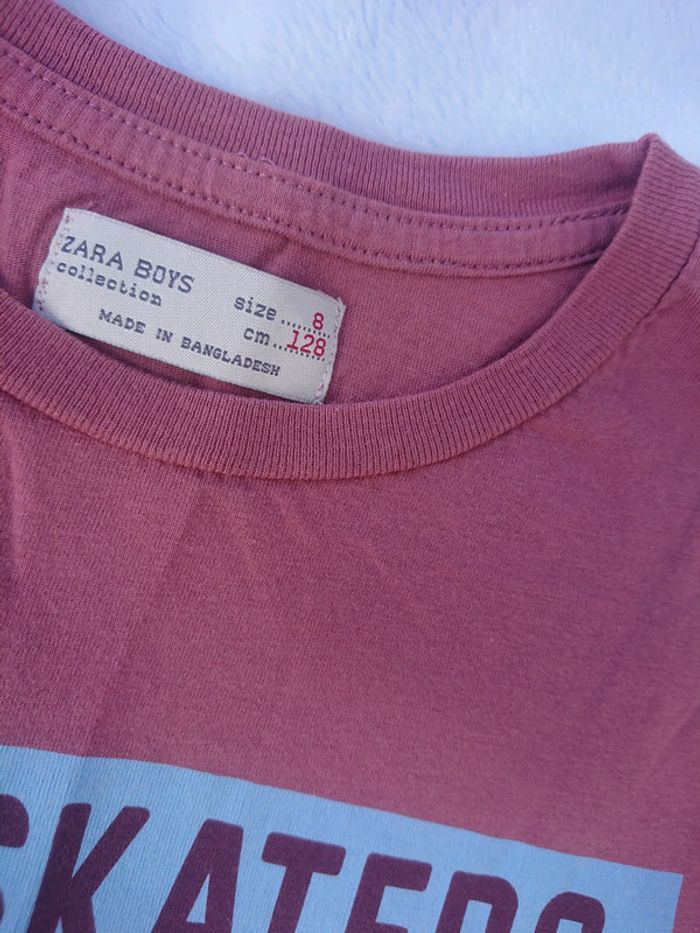 ZARA BOYS
collection
size....8
cm....128
MADE IN BANGLADESH
SKATERS